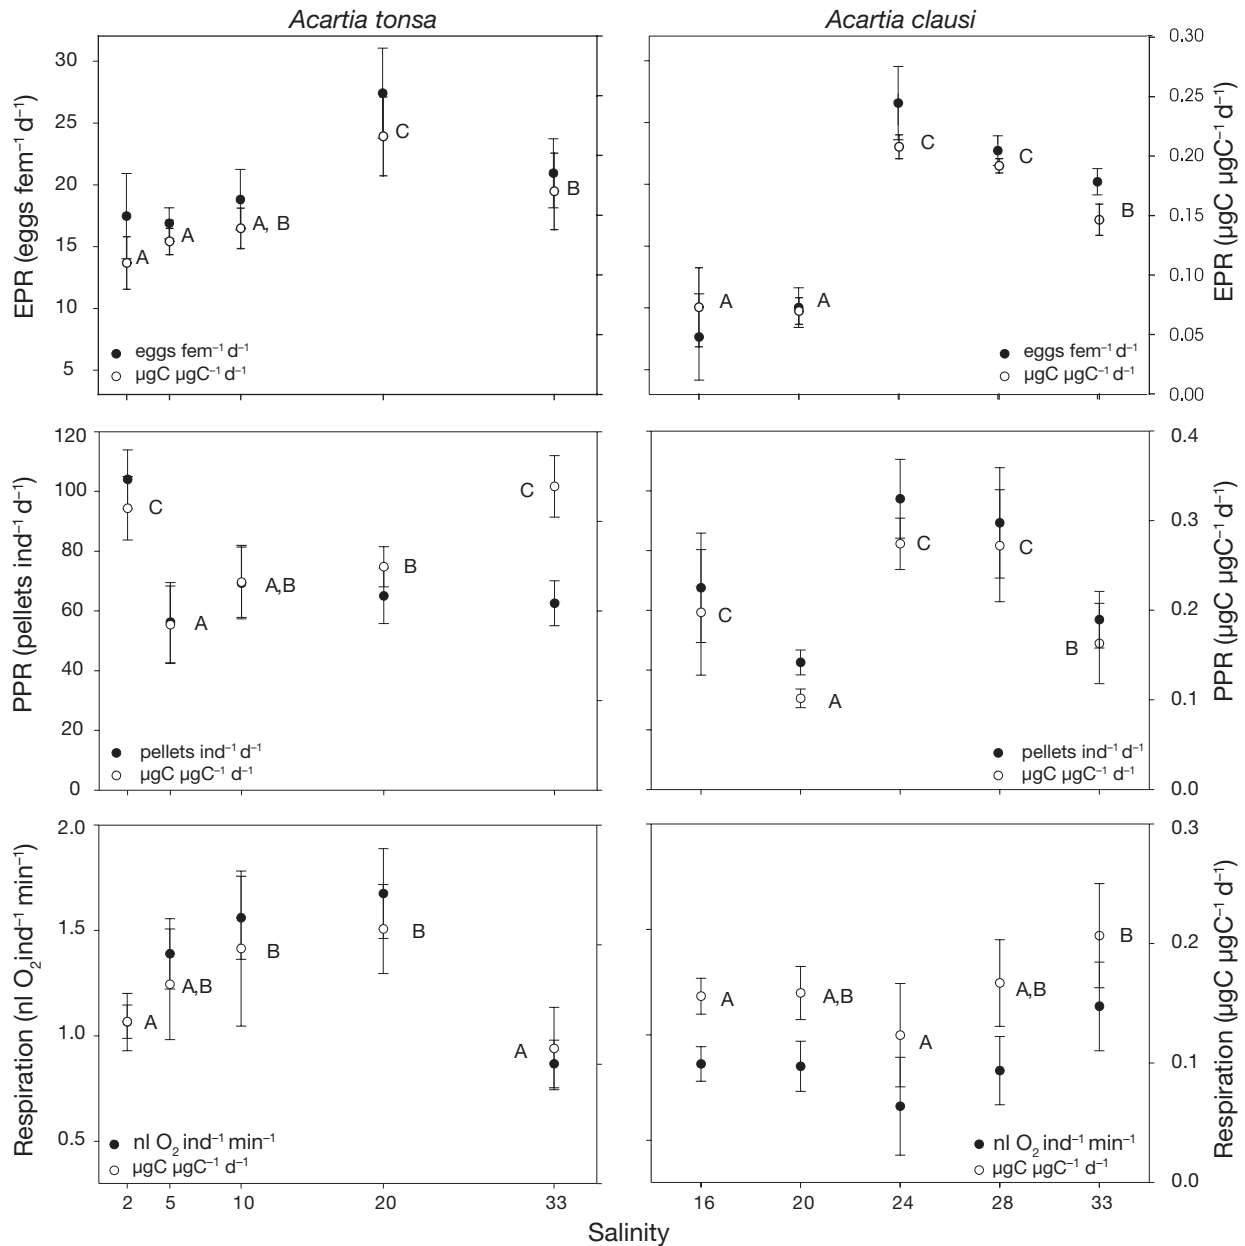 Acartia tonsa
Acartia clausi
EPR (eggs fem⁻¹ d⁻¹)
30
25
20
15
10
5
A
A
A, B
C
B
eggs fem⁻¹ d⁻¹
µgC µgC⁻¹ d⁻¹
A
A
C
C
B
eggs fem⁻¹ d⁻¹
µgC µgC⁻¹ d⁻¹
0.30
0.25
0.20
0.15
0.10
0.05
0.00
EPR (µgC µgC⁻¹ d⁻¹)
PPR (pellets ind⁻¹ d⁻¹)
120
100
80
60
40
20
0
C
A
A,B
B
C
pellets ind⁻¹ d⁻¹
µgC µgC⁻¹ d⁻¹
C
A
C
C
B
pellets ind⁻¹ d⁻¹
µgC µgC⁻¹ d⁻¹
0.4
0.3
0.2
0.1
0.0
PPR (µgC µgC⁻¹ d⁻¹)
Respiration (nl O₂ ind⁻¹ min⁻¹)
2.0
1.5
1.0
0.5
A
A,B
B
B
A
nl O₂ ind⁻¹ min⁻¹
µgC µgC⁻¹ d⁻¹
A
A,B
A
A,B
B
nl O₂ ind⁻¹ min⁻¹
µgC µgC⁻¹ d⁻¹
0.3
0.2
0.1
0.0
Respiration (µgC µgC⁻¹ d⁻¹)
2 5 10 20 33
16 20 24 28 33
Salinity